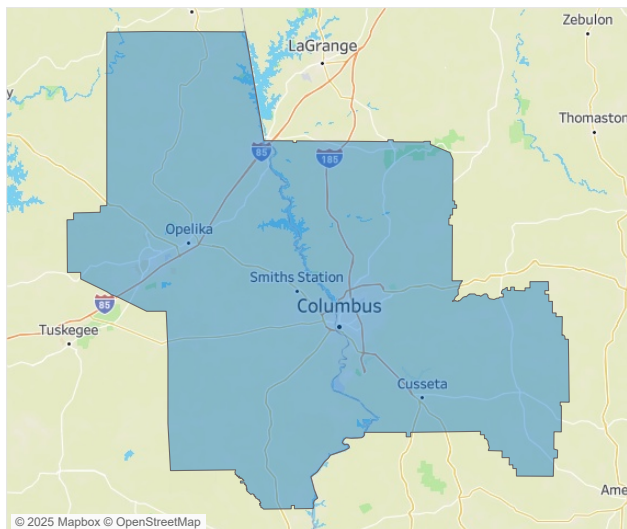 Zebulon
LaGrange
y
Thomaston
85
185
Opelika
Smiths Station
85
Columbus
Tuskegee
Cusseta
Ame
© 2025 Mapbox © OpenStreetMap